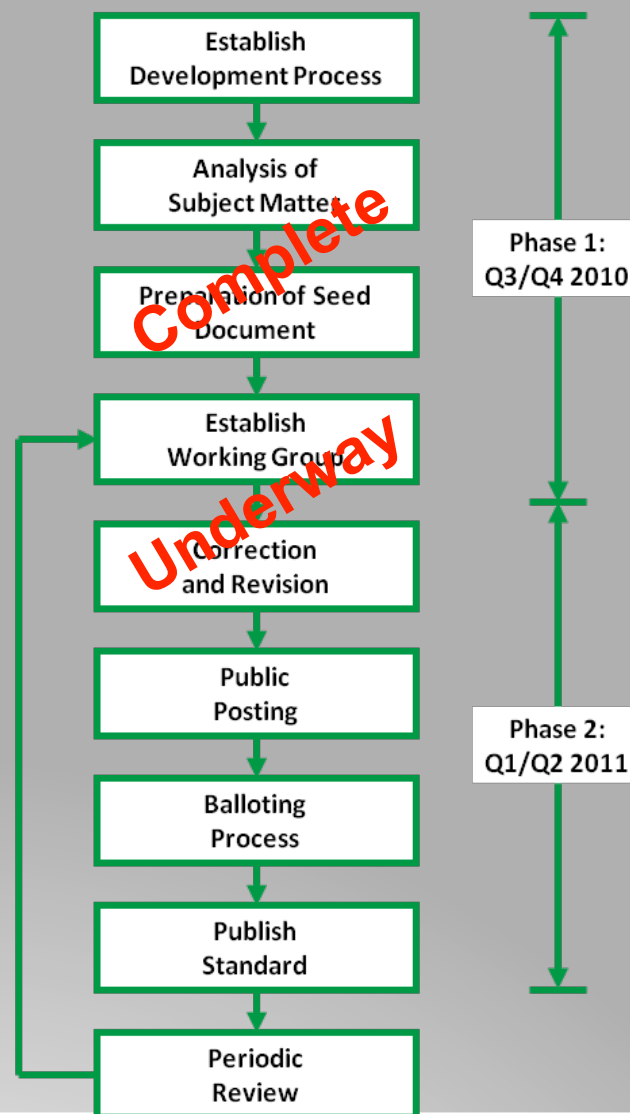 Establish
Development Process
Analysis of
Subject Matter
Complete
Preparation of Seed
Document
Phase 1:
Q3/Q4 2010
Establish
Working Group
Underway
Correction
and Revision
Public
Posting
Phase 2:
Q1/Q2 2011
Balloting
Process
Publish
Standard
Periodic
Review